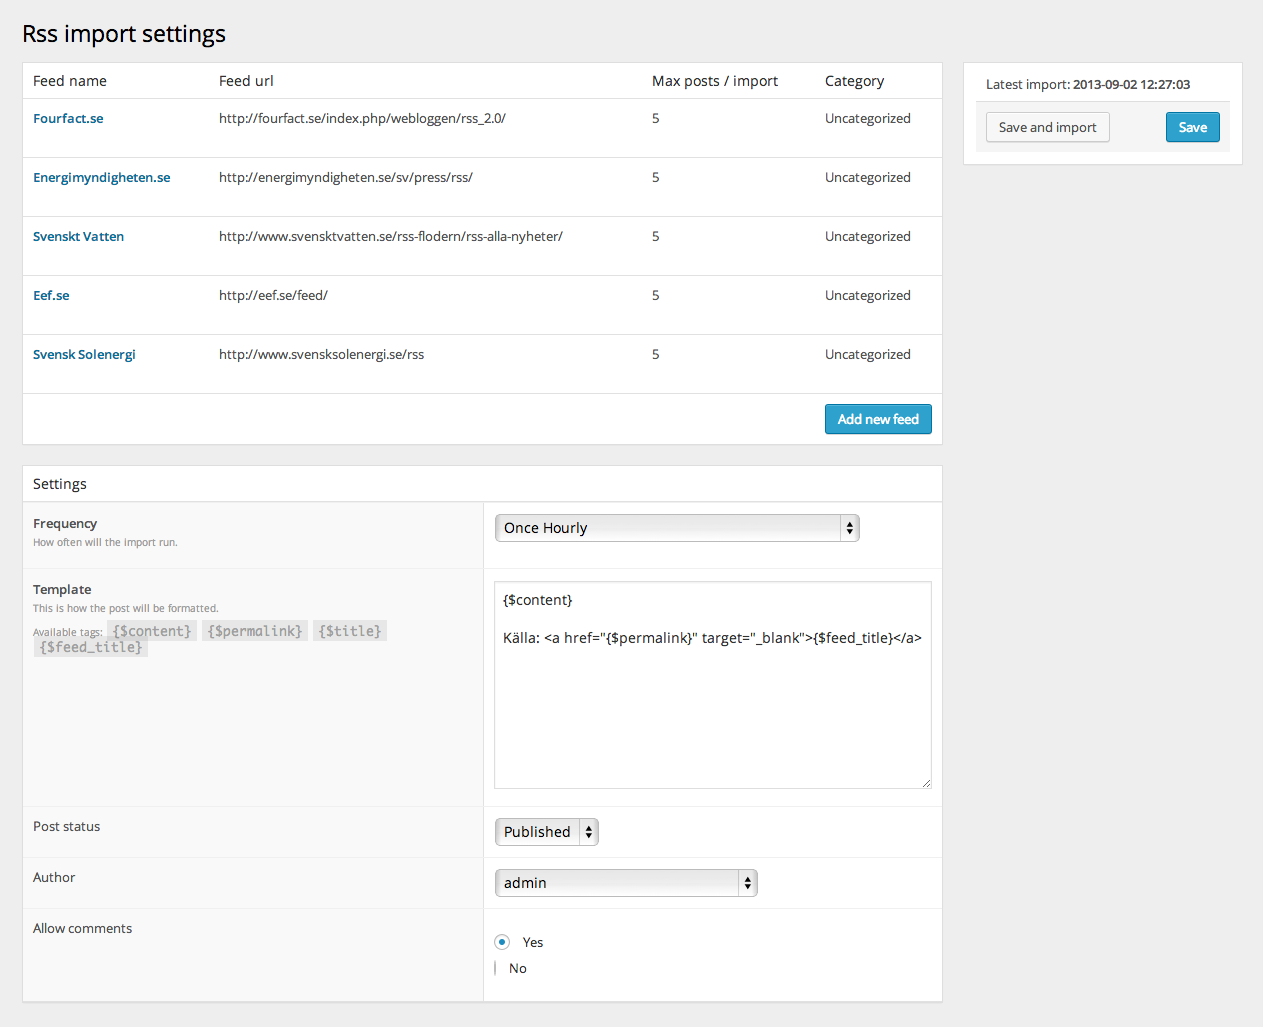 Rss import settings
Feed name Feed url Max posts / import Category
Fourfact.se http://fourfact.se/index.php/webloggen/rss_2.0/ 5 Uncategorized
Energimyndigheten.se http://energimyndigheten.se/sv/press/rss/ 5 Uncategorized
Svenskt Vatten http://www.svensktvatten.se/rss-flodern/rss-alla-nyheter/ 5 Uncategorized
Eef.se http://eef.se/feed/ 5 Uncategorized
Svensk Solenergi http://www.svensksolenergi.se/rss 5 Uncategorized
Add new feed
Latest import: 2013-09-02 12:27:03
Save and import Save
Settings
Frequency
How often will the import run.
Once Hourly
Template
This is how the post will be formatted.
Available tags: {$content} {$permalink} {$title}
{$feed_title}
{$content}
Källa: <a href="{$permalink}" target="_blank">{$feed_title}</a>
Post status Published
Author admin
Allow comments
Yes
No